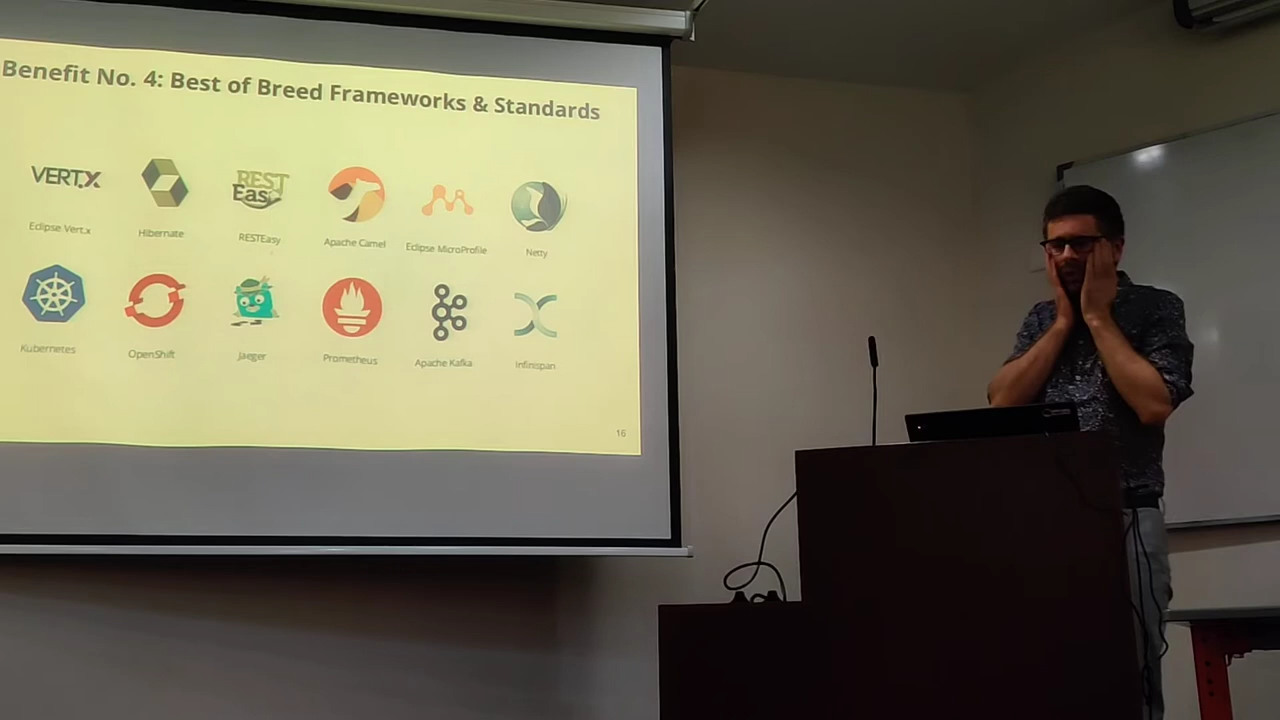 Benefit No. 4: Best of Breed Frameworks & Standards
VERT.X
REST
Easy
Eclipse Vert.x
Hibernate
RESTEasy
Apache Camel
Eclipse MicroProfile
Netty
Kubernetes
OpenShift
Jaeger
Prometheus
Apache Kafka
Infinispan
16